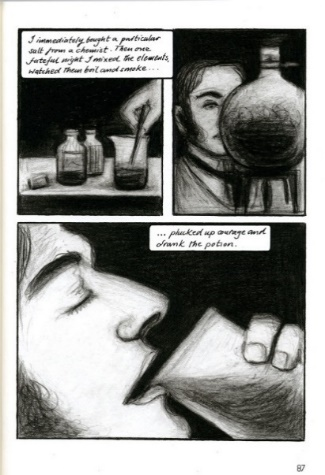 I immediately bought a particular
salt from a chemist. Then one
fateful night I mixed the elements,
watched them boil and smoke...
... plucked up courage and
drank the potion.
87